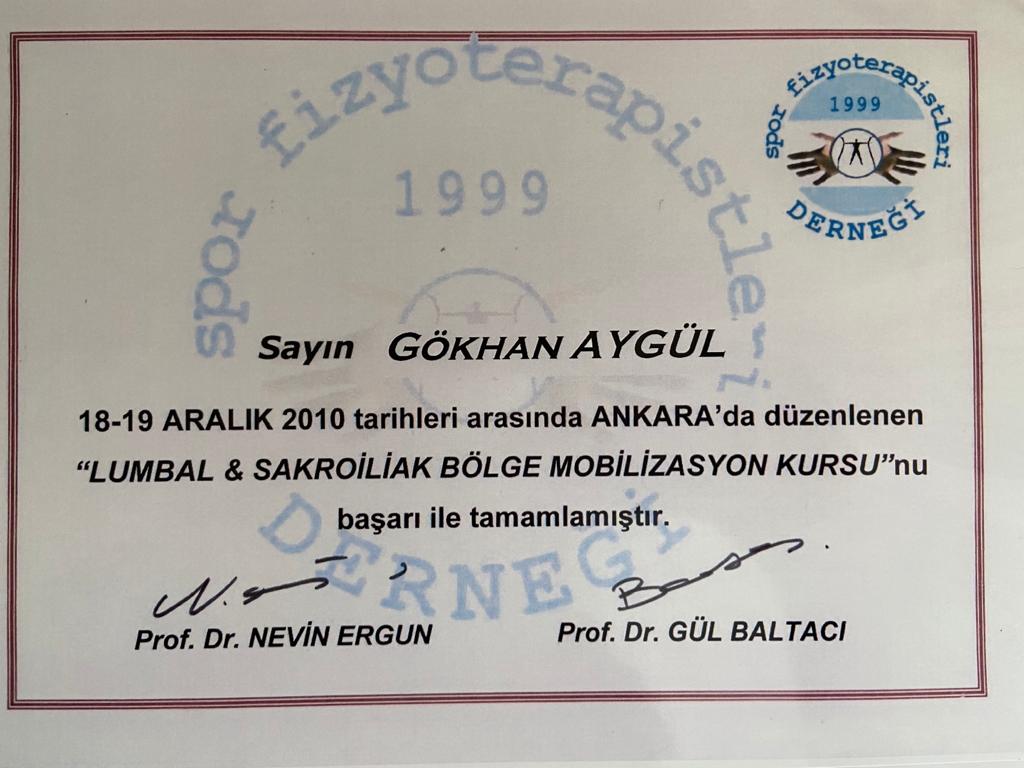 spor fizyoterapistleri
1999
DERNEĞİ
spor fizyoterapistleri
1999
DERNEĞİ
Sayın GÖKHAN AYGÜL
18-19 ARALIK 2010 tarihleri arasında ANKARA’da düzenlenen
“LUMBAL & SAKROİLİAK BÖLGE MOBİLİZASYON KURSU”nu
başarı ile tamamlamıştır.
Prof. Dr. NEVİN ERGUN
Prof. Dr. GÜL BALTACI